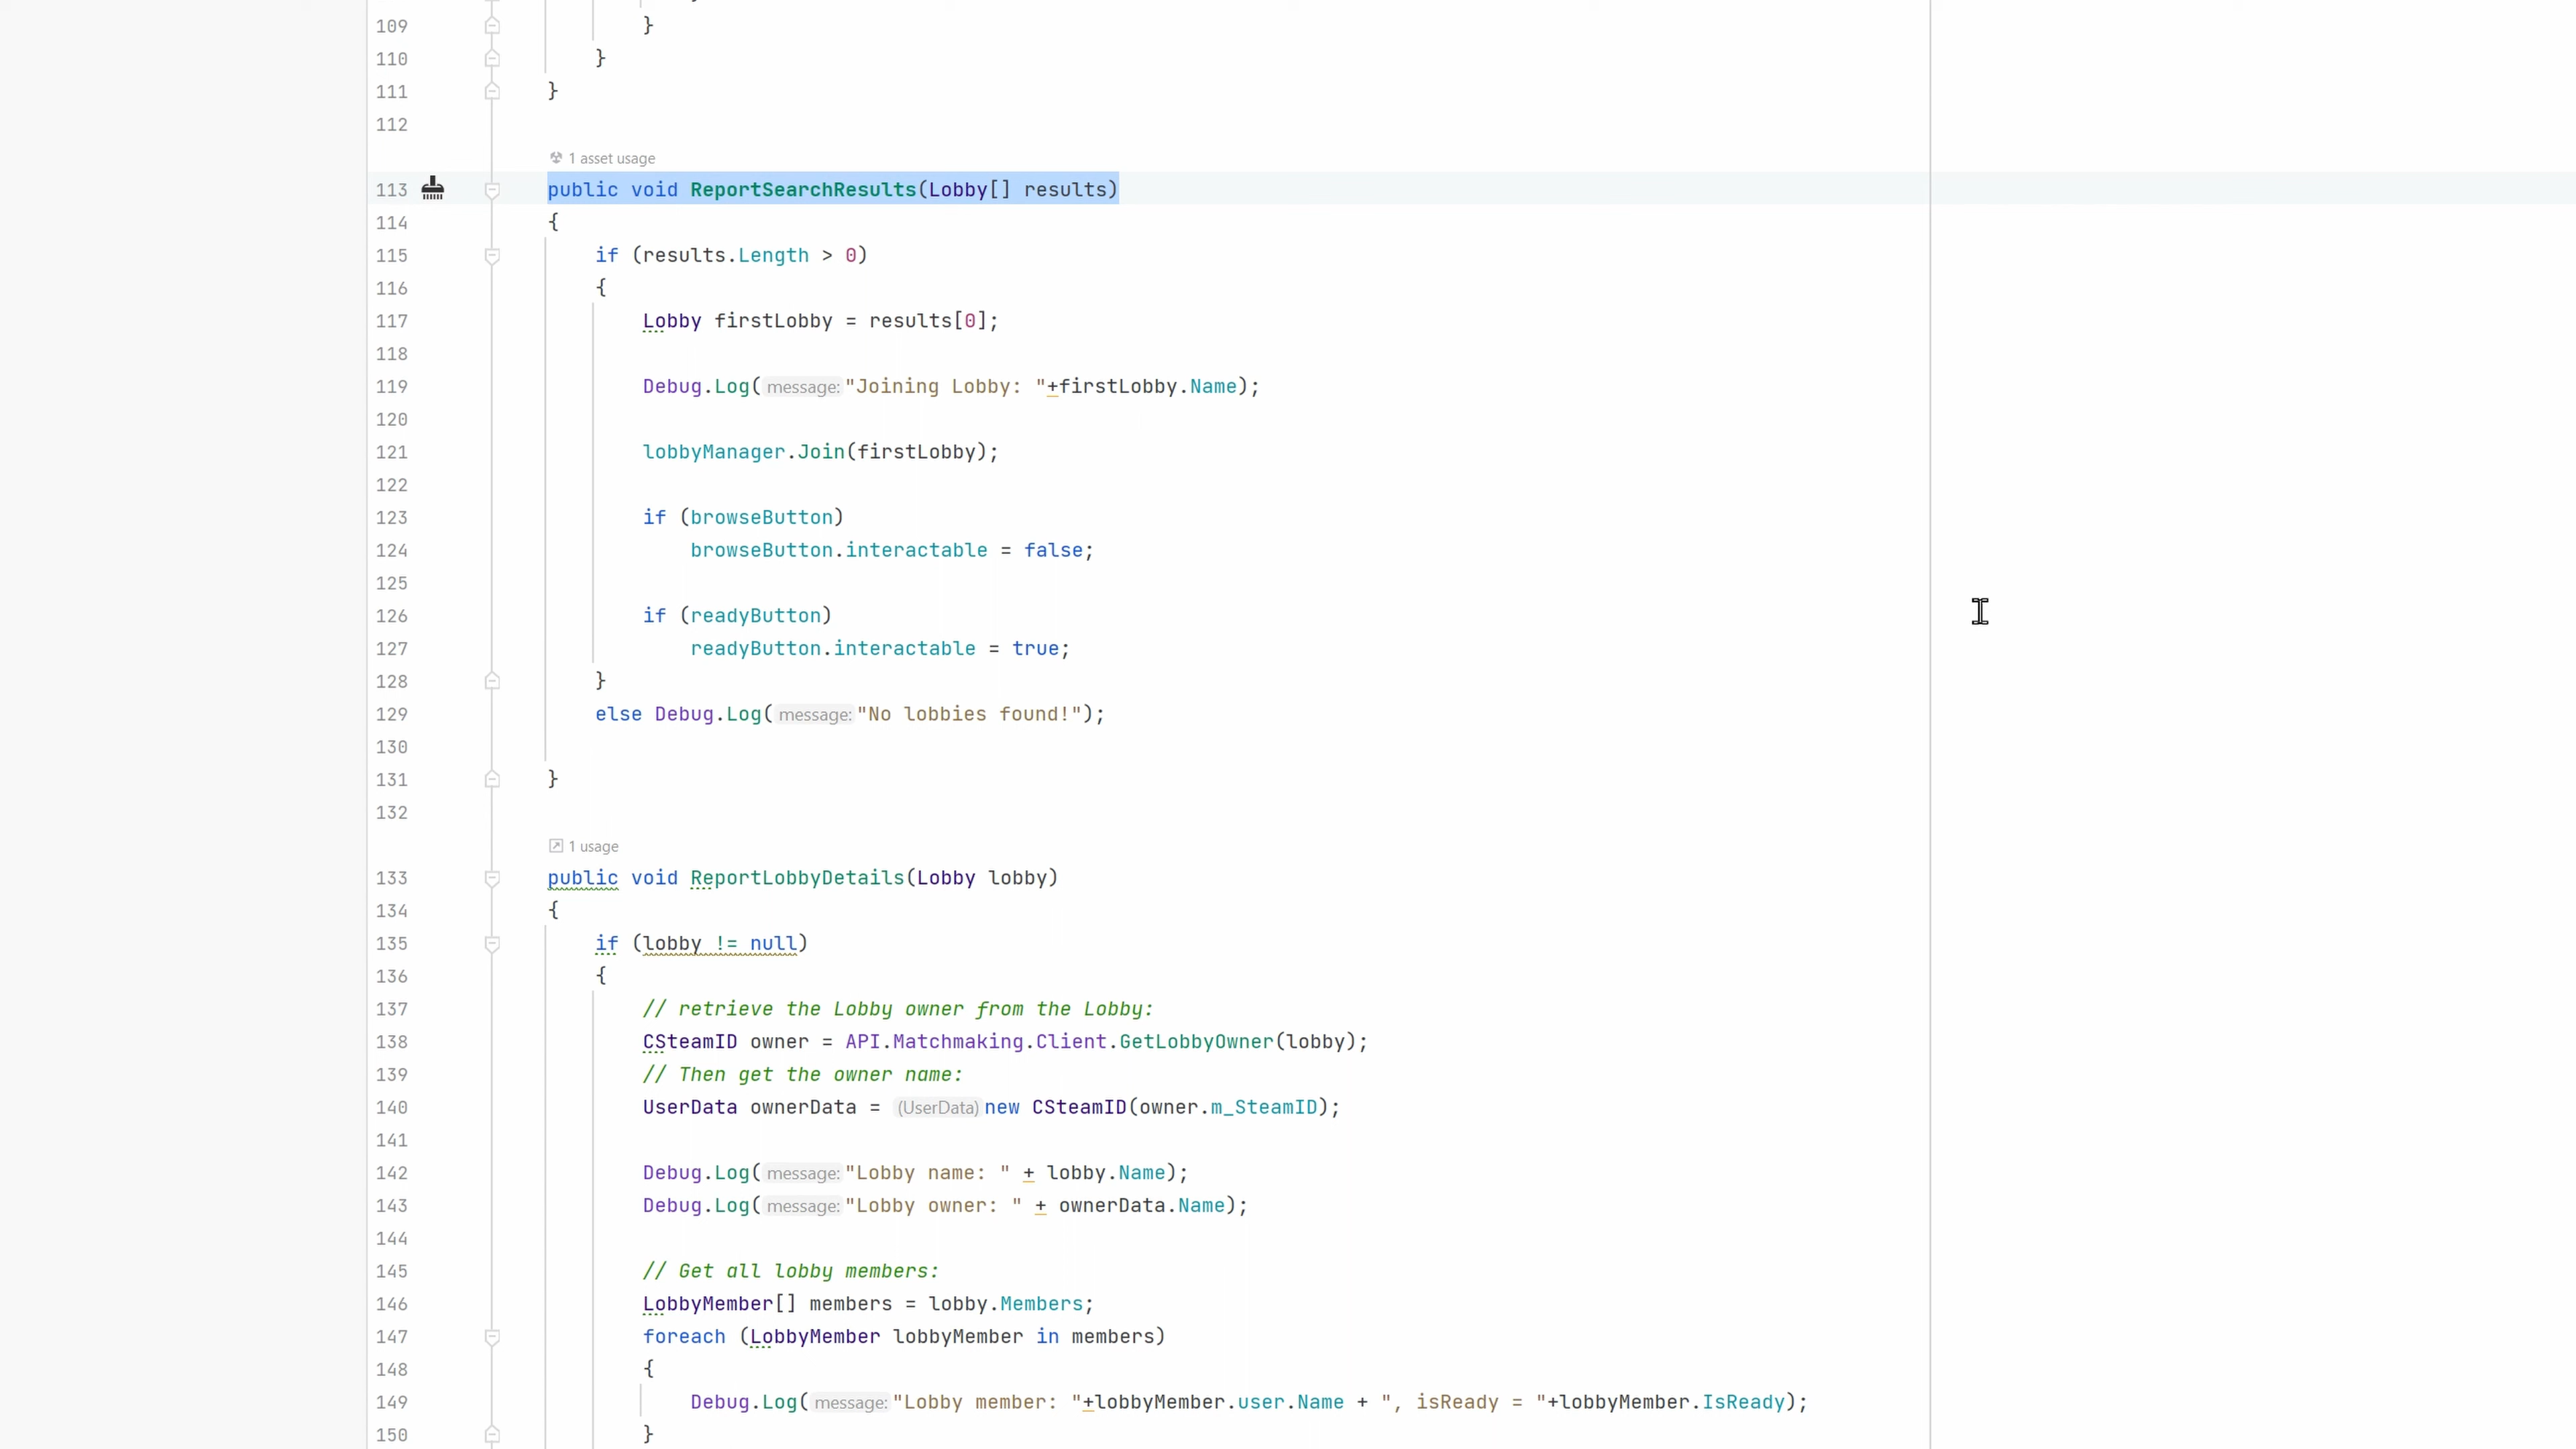 109 }
110 }
111 }
112
1 asset usage
113 public void ReportSearchResults(Lobby[] results)
114 {
115 if (results.Length > 0)
116 {
117 Lobby firstLobby = results[0];
118
119 Debug.Log(message:"Joining Lobby: "+firstLobby.Name);
120
121 lobbyManager.Join(firstLobby);
122
123 if (browseButton)
124 browseButton.interactable = false;
125
126 if (readyButton)
127 readyButton.interactable = true;
128 }
129 else Debug.Log(message:"No lobbies found!");
130
131 }
132
1 usage
133 public void ReportLobbyDetails(Lobby lobby)
134 {
135 if (lobby != null)
136 {
137 // retrieve the Lobby owner from the Lobby:
138 CSteamID owner = API.Matchmaking.Client.GetLobbyOwner(lobby);
139 // Then get the owner name:
140 UserData ownerData = (UserData)new CSteamID(owner.m_SteamID);
141
142 Debug.Log(message:"Lobby name: " + lobby.Name);
143 Debug.Log(message:"Lobby owner: " + ownerData.Name);
144
145 // Get all lobby members:
146 LobbyMember[] members = lobby.Members;
147 foreach (LobbyMember lobbyMember in members)
148 {
149 Debug.Log(message:"Lobby member: "+lobbyMember.user.Name + ", isReady = "+lobbyMember.IsReady);
150 }